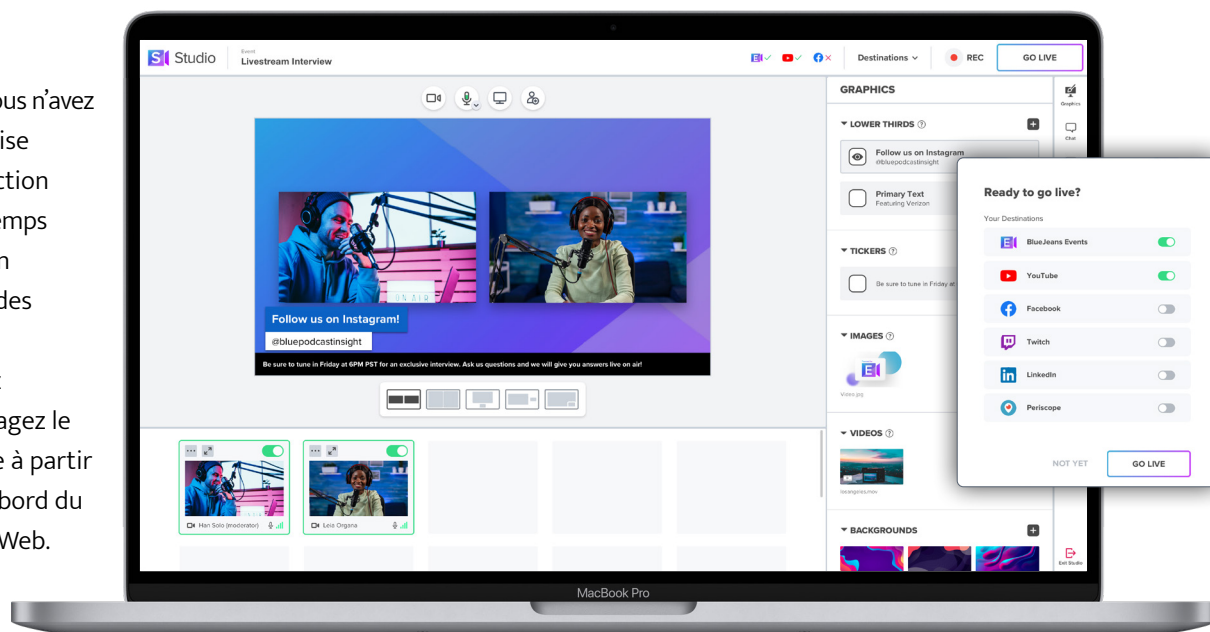 ous n'avez
ise
ction
emps
n
des
t
agez le
e à partir
bord du
Web.
Studio
Event
Livestream Interview
Destinations
REC
GO LIVE
GRAPHICS
Graphics
LOWER THIRDS
Chat
Follow us on Instagram
@bluepodcastinsight
Primary Text
Featuring Verizon
TICKERS
Be sure to tune in Friday at
IMAGES
Video.jpg
VIDEOS
BACKGROUNDS
Exit Studio
ON AIR
Follow us on Instagram!
@bluepodcastinsight
Be sure to tune in Friday at 6PM PST for an exclusive interview. Ask us questions and we will give you answers live on air!
Han Solo (moderator)
Leia Organa
Ready to go live?
Your Destinations
BlueJeans Events
YouTube
Facebook
Twitch
LinkedIn
Periscope
NOT YET
GO LIVE
MacBook Pro